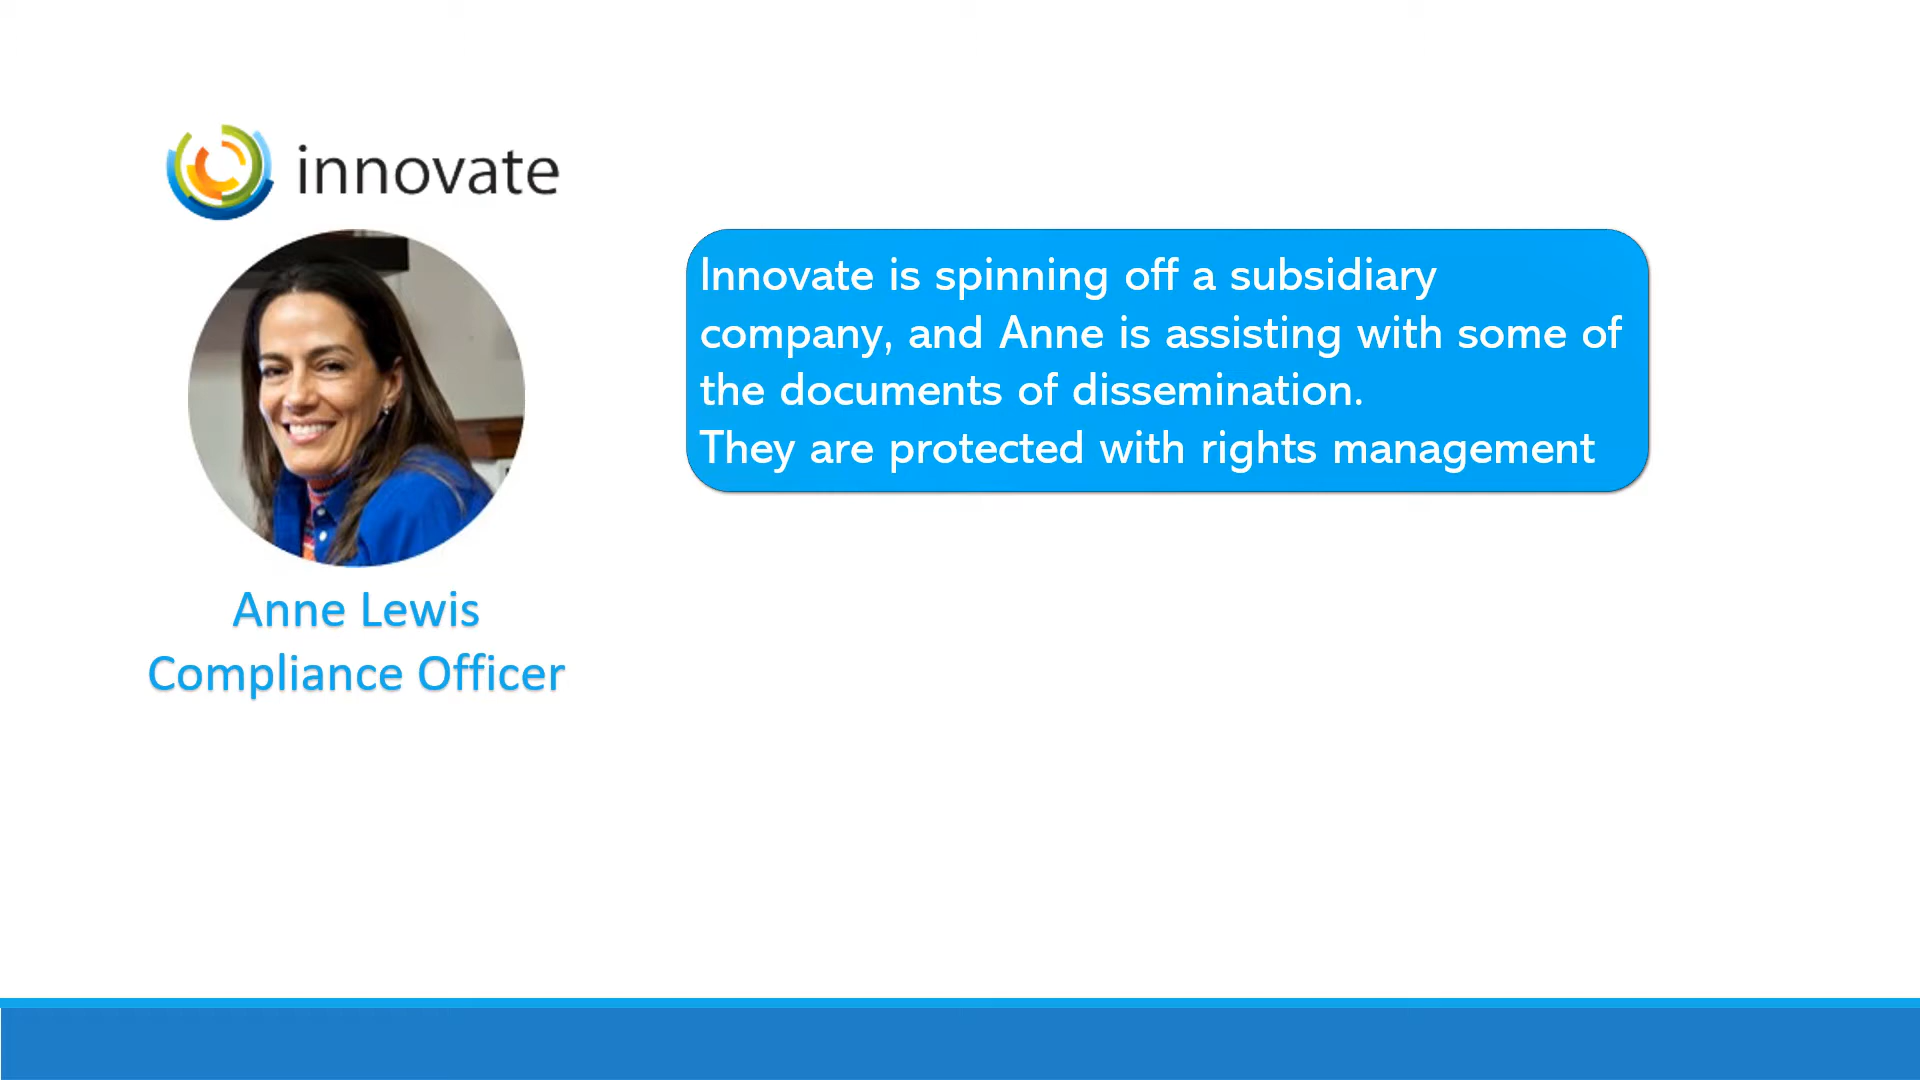 innovate
Innovate is spinning off a subsidiary
company, and Anne is assisting with some of
the documents of dissemination.
They are protected with rights management
Anne Lewis
Compliance Officer